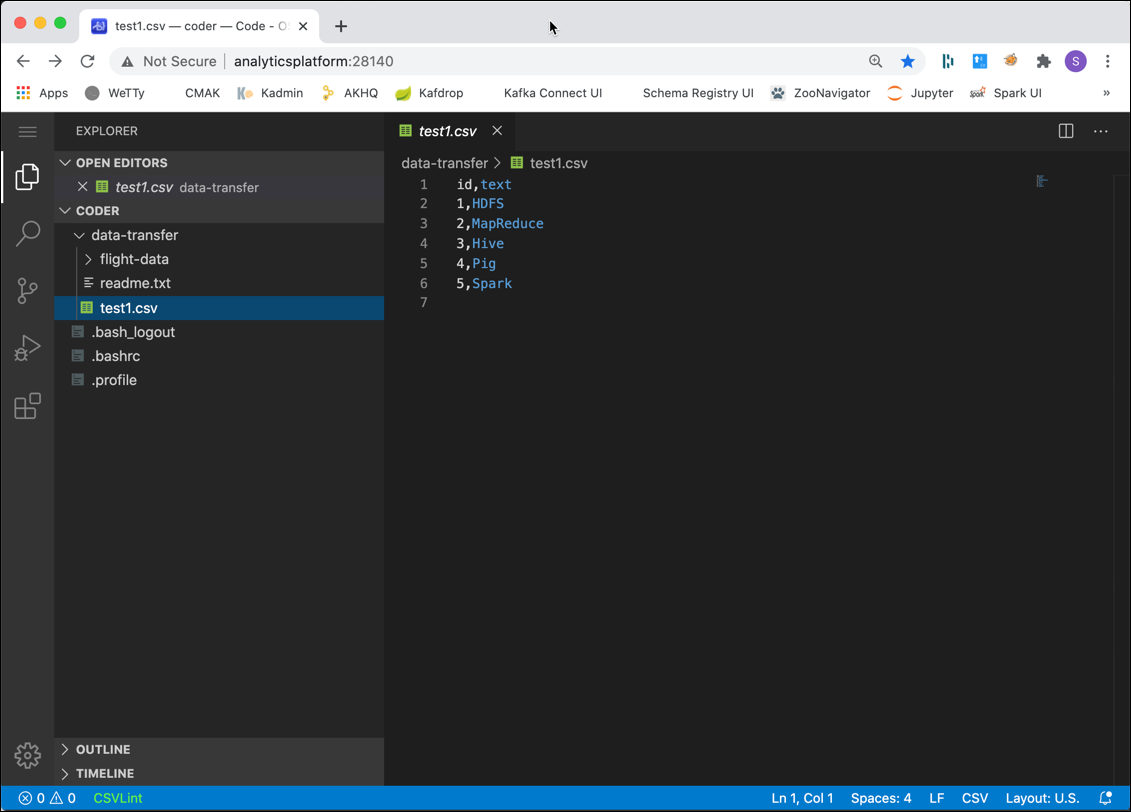 test1.csv — coder — Code - O
Not Secure analyticsplatform:28140 S
Apps WeTTy CMAK Kadmin AKHQ Kafdrop Kafka Connect UI Schema Registry UI ZooNavigator Jupyter Spark UI »
EXPLORER
OPEN EDITORS
test1.csv data-transfer
CODER
data-transfer
flight-data
readme.txt
test1.csv
.bash_logout
.bashrc
.profile
OUTLINE
TIMELINE
test1.csv
data-transfer > test1.csv
1 id,text
2 1,HDFS
3 2,MapReduce
4 3,Hive
5 4,Pig
6 5,Spark
7
0 0 CSVLint Ln 1, Col 1 Spaces: 4 LF CSV Layout: U.S.